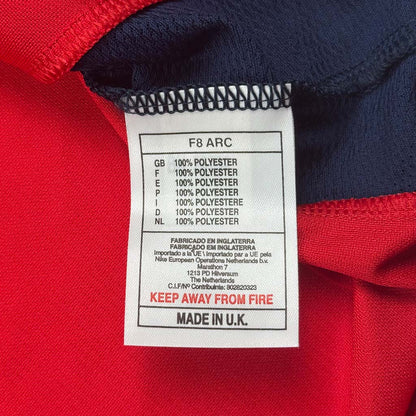 F8 ARC
GB 100% POLYESTER
F 100% POLYESTER
E 100% POLYESTER
P 100% POLYESTER
I 100% POLYESTERE
D 100% POLYESTER
NL 100% POLYESTER
FABRICADO EN INGLATERRA
FABRICADO EM INGLATERRA
Importado a la UE \ Importado par a UE pela
Nike European Operations Netherlands b.v.
Marathon 7
1213 PD Hilversum
The Netherlands
C.I.F/Nº Contribuinte: 802820323
KEEP AWAY FROM FIRE
MADE IN U.K.